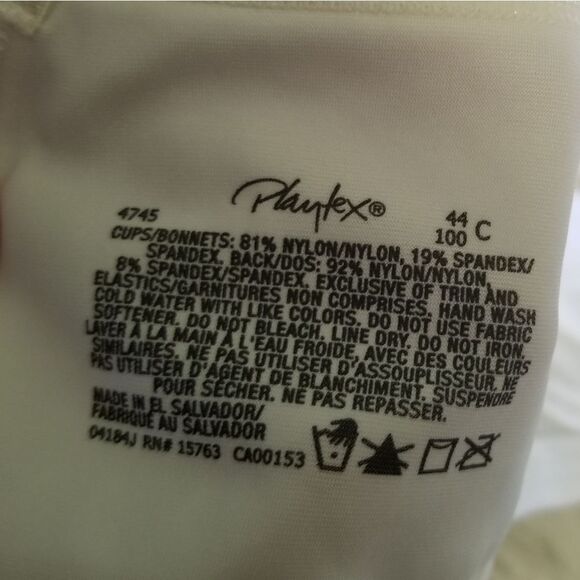 Playtex®
4745 44 C
100
CUPS/BONNETS: 81% NYLON/NYLON, 19% SPANDEX/
SPANDEX. BACK/DOS: 92% NYLON/NYLON,
8% SPANDEX/SPANDEX. EXCLUSIVE OF TRIM AND
ELASTICS/GARNITURES NON COMPRISES. HAND WASH
COLD WATER WITH LIKE COLORS. DO NOT USE FABRIC
SOFTENER. DO NOT BLEACH. LINE DRY. DO NOT IRON.
LAVER À LA MAIN À L'EAU FROIDE, AVEC DES COULEURS
SIMILAIRES. NE PAS UTILISER D'ASSOUPLISSEUR. NE
PAS UTILISER D'AGENT DE BLANCHIMENT. SUSPENDRE
POUR SÉCHER. NE PAS REPASSER.
MADE IN EL SALVADOR/
FABRIQUÉ AU SALVADOR
04184J RN# 15763 CA00153